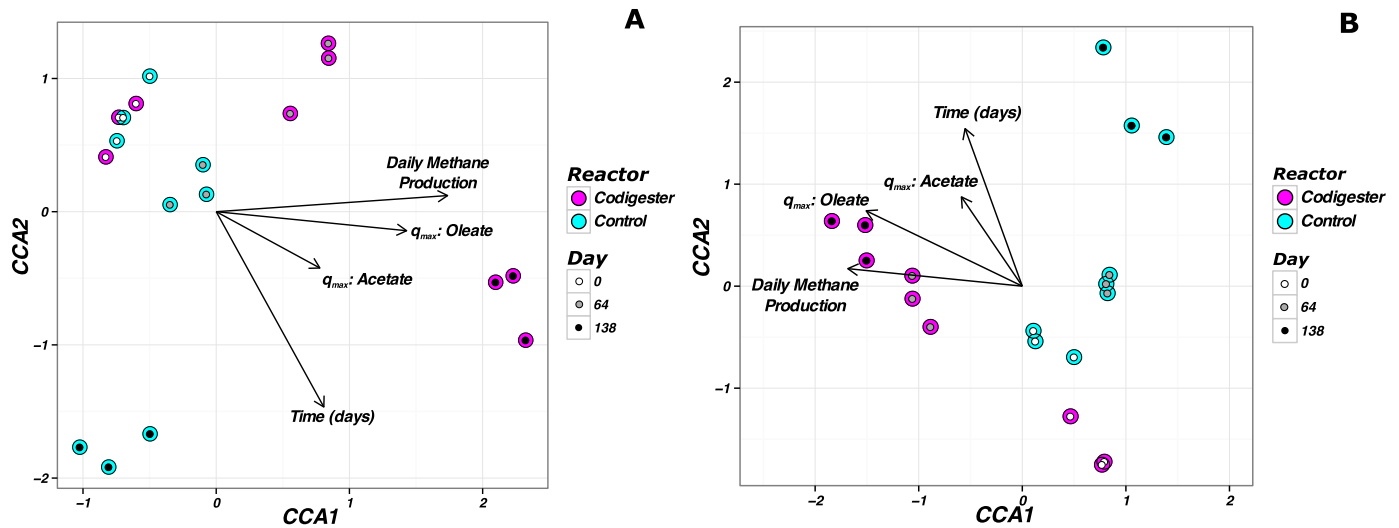 A
1
0
−1
−2
−1
0
1
2
CCA2
CCA1
Daily Methane
Production
qmax: Oleate
qmax: Acetate
Time (days)
Reactor
Codigester
Control
Day
0
64
138
B
2
1
0
−1
−2
−1
0
1
2
CCA2
CCA1
Time (days)
qmax: Acetate
qmax: Oleate
Daily Methane
Production
Reactor
Codigester
Control
Day
0
64
138